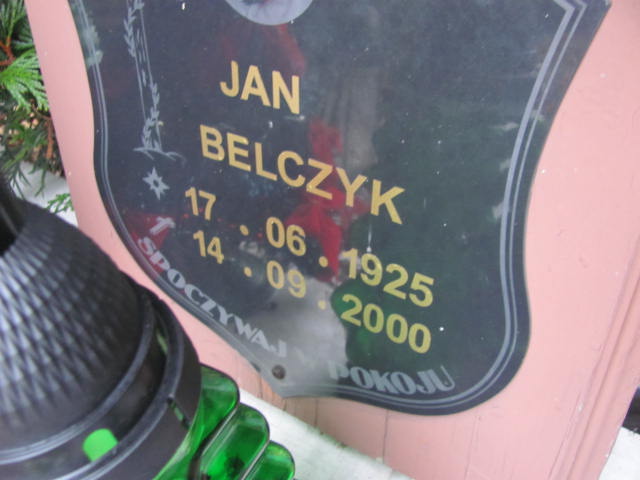 JAN
BELCZYK
17 . 06 . 1925
14 . 09 . 2000
SPOCZYWAJ W POKOJU